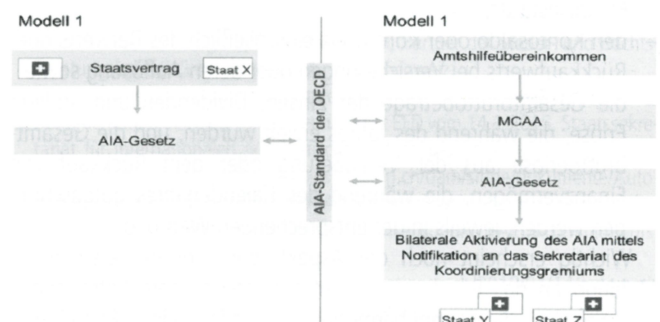 Modell 1
Staatsvertrag
Staat X
AIA-Gesetz
AIA-Standard der OECD
Modell 1
Amtshilfeübereinkommen
MCAA
AIA-Gesetz
Bilaterale Aktivierung des AIA mittels
Notifikation an das Sekretariat des
Koordinierungsgremiums
Staat Y
Staat Z